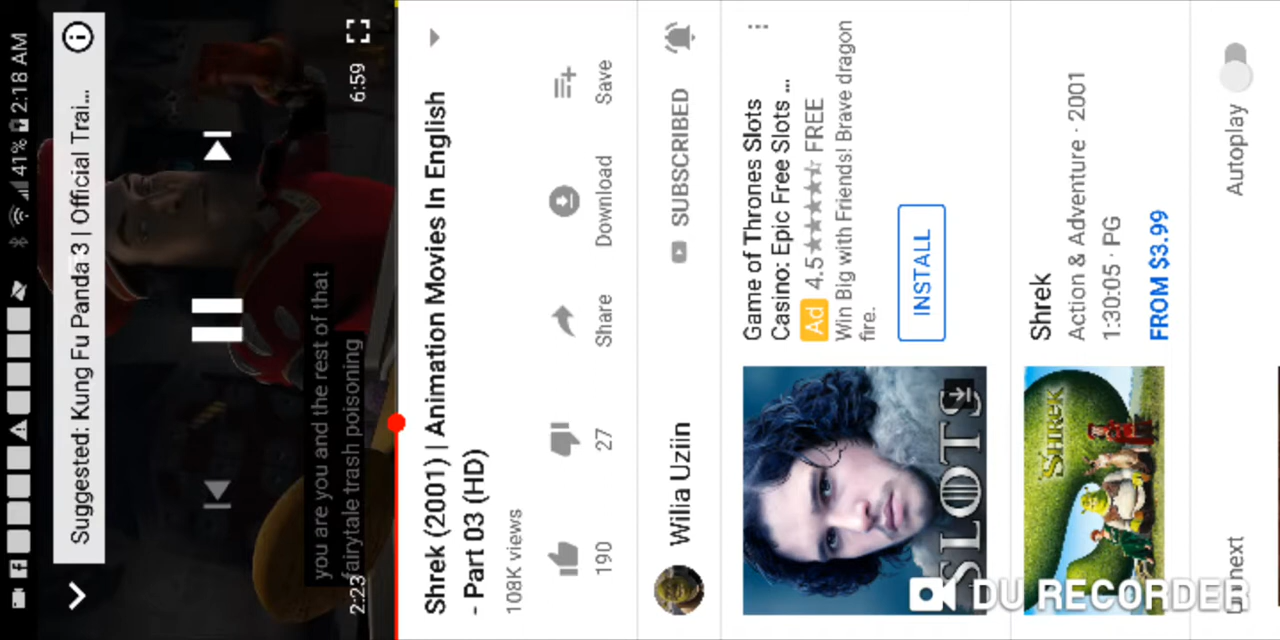 41% 2:18 AM
Suggested: Kung Fu Panda 3 | Official Trai...
you are you and the rest of that
fairytale trash poisoning
2:23
6:59
Shrek (2001) | Animation Movies In English
- Part 03 (HD)
108K views
190
27
Share
Download
Save
Wilia Uziin
SUBSCRIBED
SLOTS
Game of Thrones Slots
Casino: Epic Free Slots ...
Ad 4.5★★★★☆ FREE
Win Big with Friends! Brave dragon
fire.
INSTALL
SHREK
Shrek
Action & Adventure · 2001
1:30:05 · PG
FROM $3.99
Up next
Autoplay
DU RECORDER